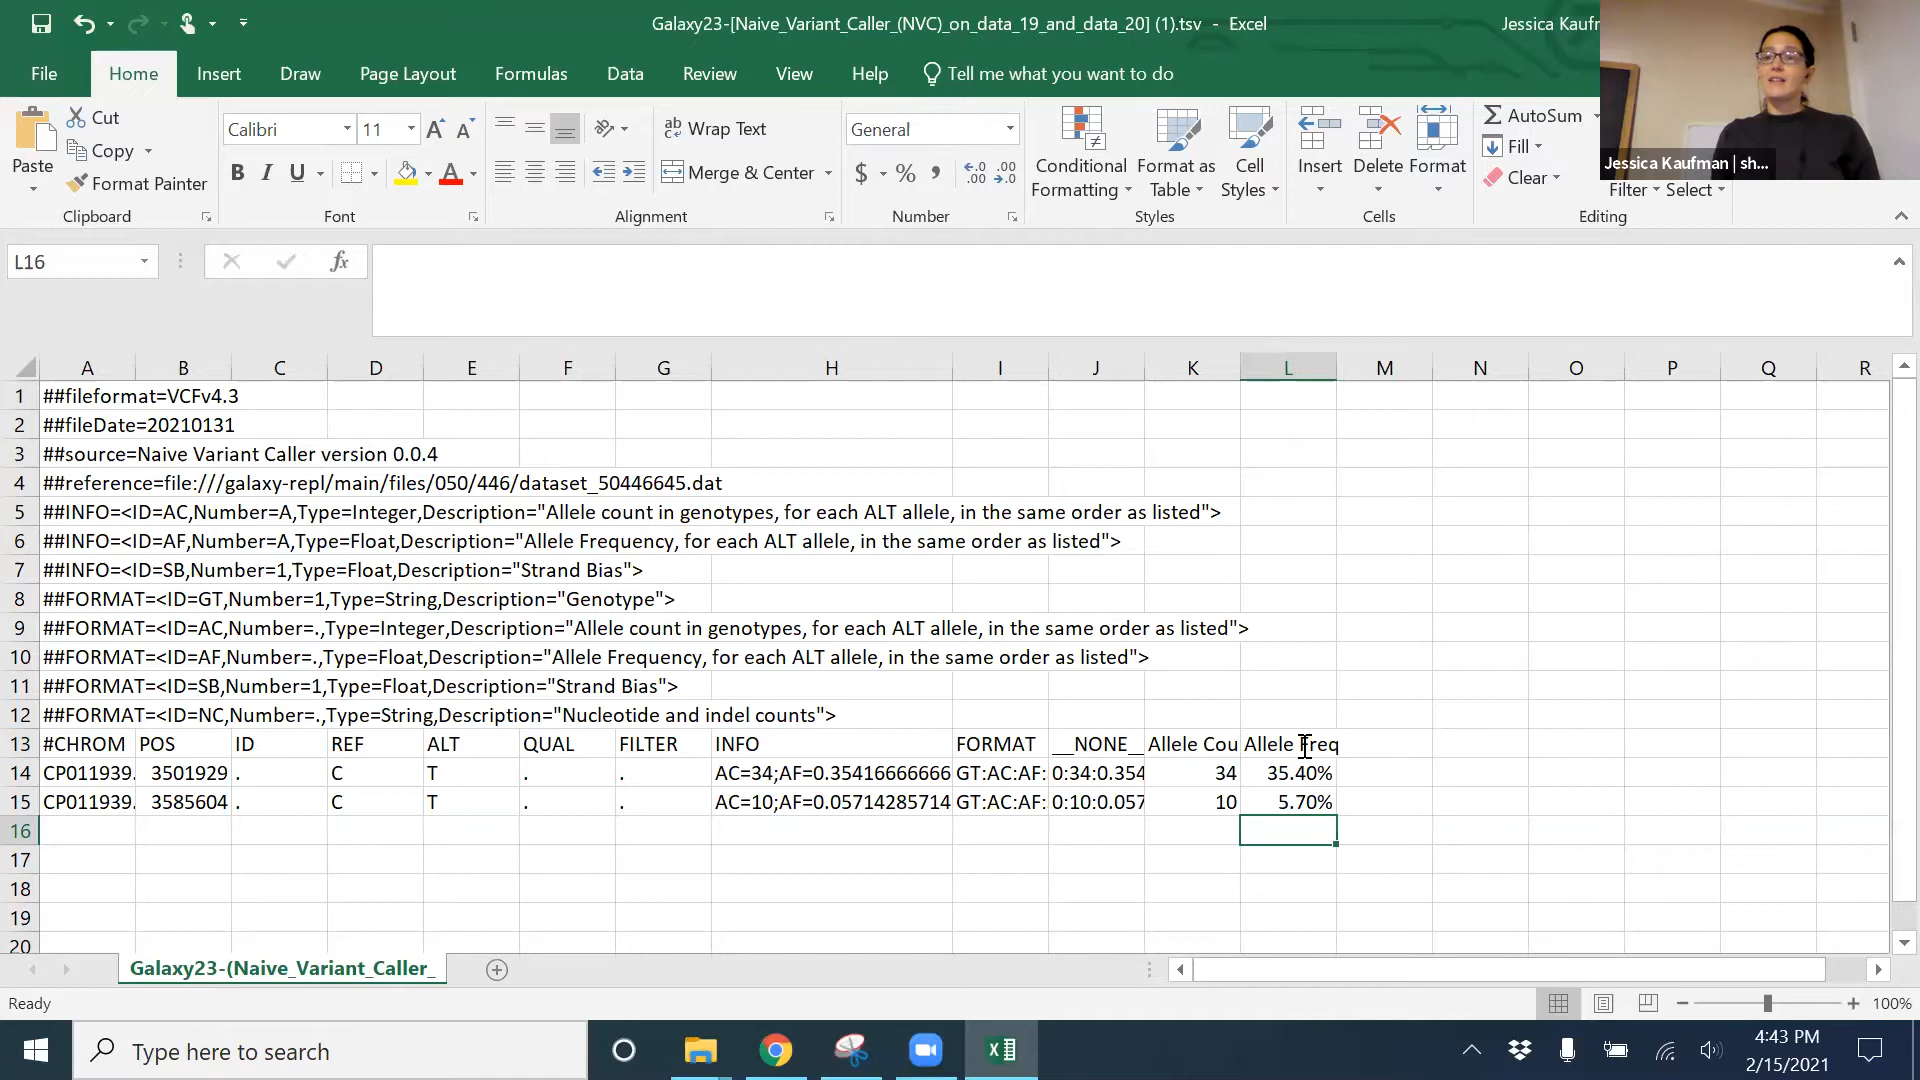 Galaxy23-[Naive_Variant_Caller_(NVC)_on_data_19_and_data_20] (1).tsv - Excel
Jessica Kaufr
File Home Insert Draw Page Layout Formulas Data Review View Help Tell me what you want to do
Paste
Cut
Copy
Format Painter
Clipboard
Calibri 11
B I U
Font
Wrap Text
Merge & Center
Alignment
General
$ % ,
Number
Conditional Formatting
Format as Table
Cell Styles
Styles
Insert Delete Format
Cells
AutoSum
Fill
Clear
Filter Select
Editing
Jessica Kaufman | sh...
L16
fx
A B C D E F G H I J K L M N O P Q R
1 ##fileformat=VCFv4.3
2 ##fileDate=20210131
3 ##source=Naive Variant Caller version 0.0.4
4 ##reference=file:///galaxy-repl/main/files/050/446/dataset_50446645.dat
5 ##INFO=<ID=AC,Number=A,Type=Integer,Description="Allele count in genotypes, for each ALT allele, in the same order as listed">
6 ##INFO=<ID=AF,Number=A,Type=Float,Description="Allele Frequency, for each ALT allele, in the same order as listed">
7 ##INFO=<ID=SB,Number=1,Type=Float,Description="Strand Bias">
8 ##FORMAT=<ID=GT,Number=1,Type=String,Description="Genotype">
9 ##FORMAT=<ID=AC,Number=.,Type=Integer,Description="Allele count in genotypes, for each ALT allele, in the same order as listed">
10 ##FORMAT=<ID=AF,Number=.,Type=Float,Description="Allele Frequency, for each ALT allele, in the same order as listed">
11 ##FORMAT=<ID=SB,Number=1,Type=Float,Description="Strand Bias">
12 ##FORMAT=<ID=NC,Number=.,Type=String,Description="Nucleotide and indel counts">
13 #CHROM POS ID REF ALT QUAL FILTER INFO FORMAT __NONE__ Allele Cou Allele Freq
14 CP011939. 3501929 . C T . . AC=34;AF=0.35416666666 GT:AC:AF: 0:34:0.354 34 35.40%
15 CP011939. 3585604 . C T . . AC=10;AF=0.05714285714 GT:AC:AF: 0:10:0.057 10 5.70%
16
17
18
19
20
Galaxy23-(Naive_Variant_Caller_
Ready
100%
Type here to search
4:43 PM
2/15/2021